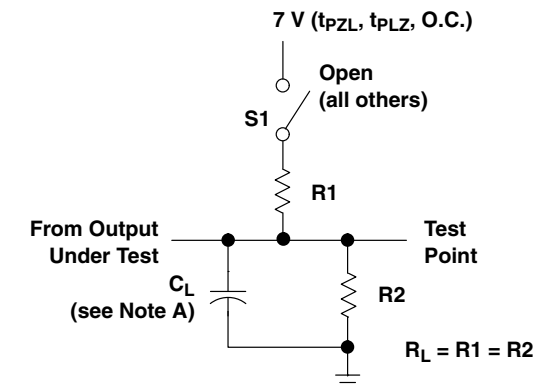 7 V (tPZL, tPLZ, O.C.)
Open
(all others)
S1
R1
From Output
Under Test
Test
Point
CL
(see Note A)
R2
RL = R1 = R2